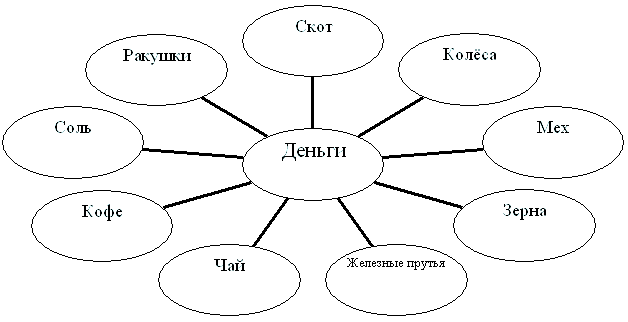 Скот
Ракушки
Колёса
Соль
Мех
Деньги
Кофе
Зерна
Чай
Железные прутья